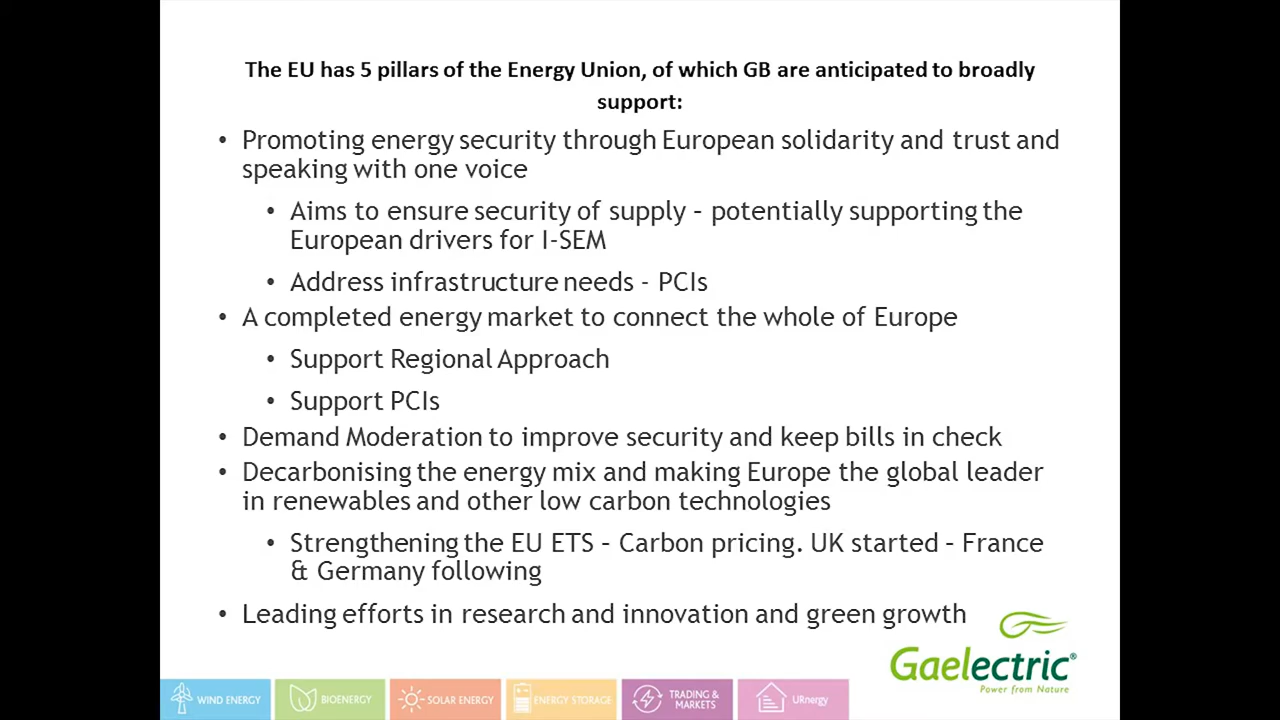 The EU has 5 pillars of the Energy Union, of which GB are anticipated to broadly
support:
• Promoting energy security through European solidarity and trust and
speaking with one voice
• Aims to ensure security of supply – potentially supporting the
European drivers for I-SEM
• Address infrastructure needs - PCIs
• A completed energy market to connect the whole of Europe
• Support Regional Approach
• Support PCIs
• Demand Moderation to improve security and keep bills in check
• Decarbonising the energy mix and making Europe the global leader
in renewables and other low carbon technologies
• Strengthening the EU ETS – Carbon pricing. UK started – France
& Germany following
• Leading efforts in research and innovation and green growth
Gaelectric®
Power from Nature
WIND ENERGY
BIOENERGY
SOLAR ENERGY
ENERGY STORAGE
TRADING &
MARKETS
URnergy